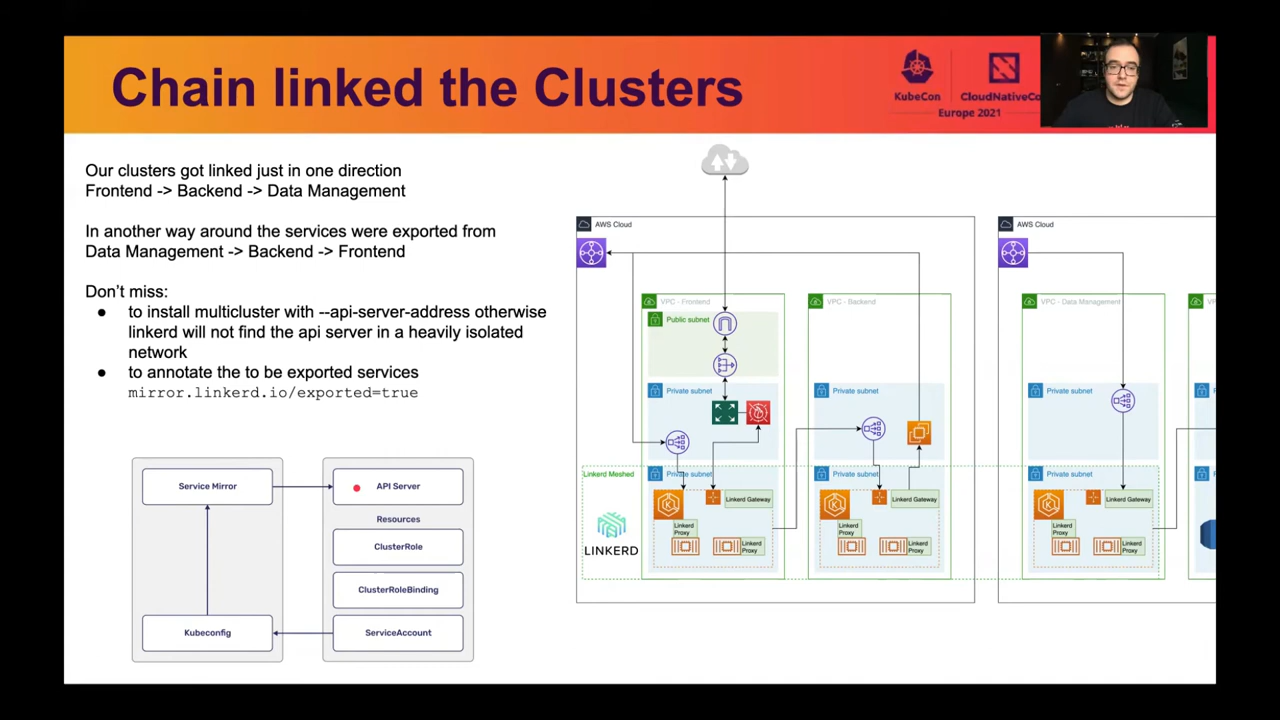 Chain linked the Clusters
KubeCon
CloudNativeCo
Europe 2021
Our clusters got linked just in one direction
Frontend -> Backend -> Data Management
In another way around the services were exported from
Data Management -> Backend -> Frontend
Don't miss:
● to install multicluster with --api-server-address otherwise
linkerd will not find the api server in a heavily isolated
network
● to annotate the to be exported services
mirror.linkerd.io/exported=true
Service Mirror
Kubeconfig
API Server
Resources
ClusterRole
ClusterRoleBinding
ServiceAccount
AWS Cloud
VPC - Frontend
Public subnet
Private subnet
Linkerd Meshed
LINKERD
Private subnet
Linkerd Gateway
Linkerd
Proxy
Linkerd
Proxy
VPC - Backend
Private subnet
Private subnet
Linkerd Gateway
Linkerd
Proxy
Linkerd
Proxy
AWS Cloud
VPC - Data Management
Private subnet
Private subnet
Linkerd Gateway
Linkerd
Proxy
Linkerd
Proxy